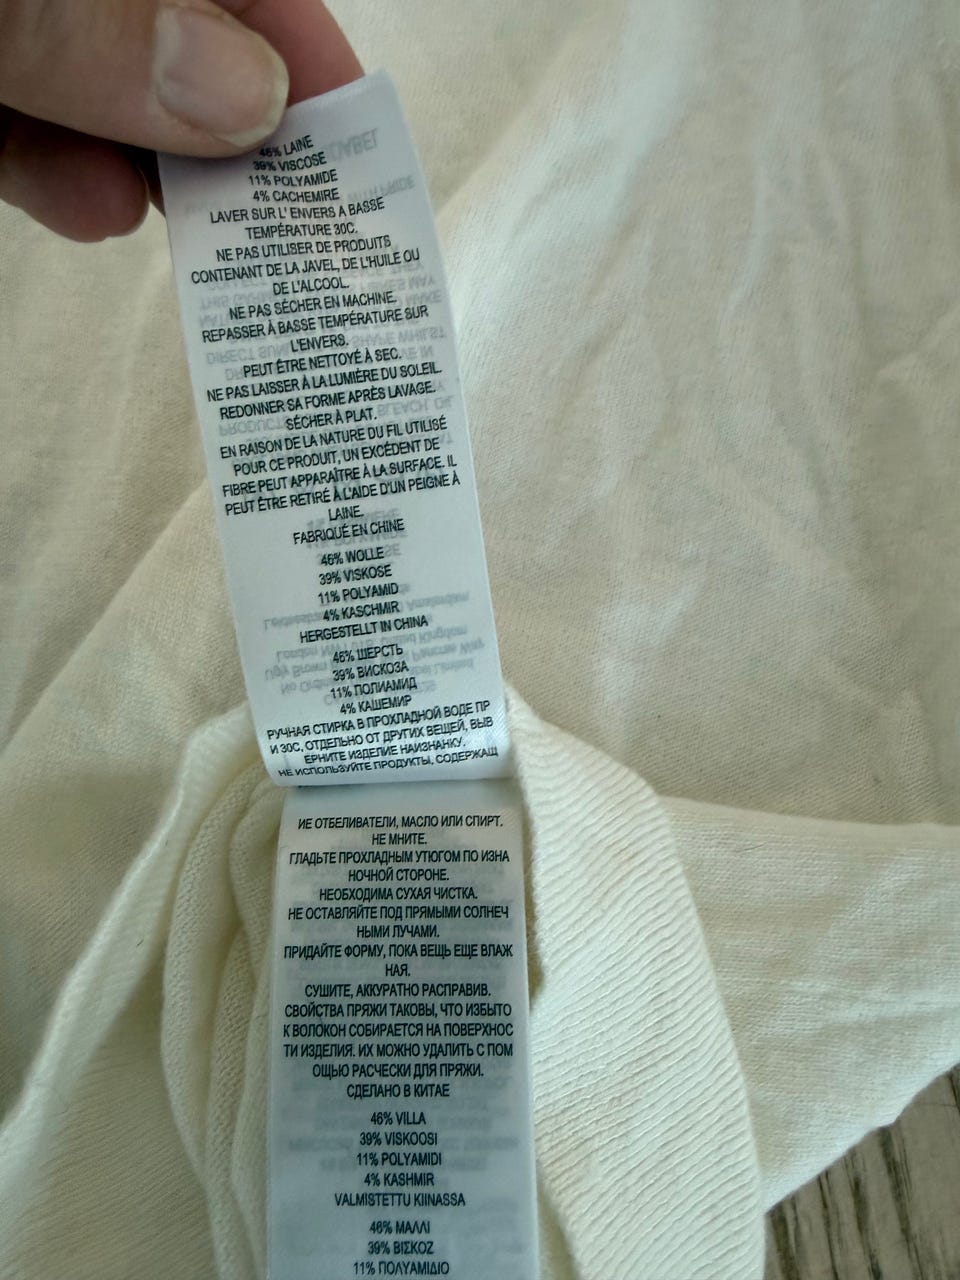 46% LAINE
39% VISCOSE
11% POLYAMIDE
4% CACHEMIRE
LAVER SUR L' ENVERS A BASSE
TEMPÉRATURE 30C.
NE PAS UTILISER DE PRODUITS
CONTENANT DE LA JAVEL, DE L'HUILE OU
DE L'ALCOOL.
NE PAS SÉCHER EN MACHINE.
REPASSER À BASSE TEMPÉRATURE SUR
L'ENVERS.
PEUT ÊTRE NETTOYÉ À SEC.
NE PAS LAISSER À LA LUMIÈRE DU SOLEIL.
REDONNER SA FORME APRÈS LAVAGE.
SÉCHER À PLAT.
EN RAISON DE LA NATURE DU FIL UTILISÉ
POUR CE PRODUIT, UN EXCÉDENT DE
FIBRE PEUT APPARAÎTRE À LA SURFACE. IL
PEUT ÊTRE RETIRÉ À L'AIDE D'UN PEIGNE À
LAINE.
FABRIQUÉ EN CHINE
46% WOLLE
39% VISKOSE
11% POLYAMID
4% KASCHMIR
HERGESTELLT IN CHINA
46% ШЕРСТЬ
39% ВИСКОЗА
11% ПОЛИАМИД
4% КАШЕМИР
РУЧНАЯ СТИРКА В ПРОХЛАДНОЙ ВОДЕ ПР
И 30С, ОТДЕЛЬНО ОТ ДРУГИХ ВЕЩЕЙ, ВЫВ
ЕРНИТЕ ИЗДЕЛИЕ НАИЗНАНКУ.
НЕ ИСПОЛЬЗУЙТЕ ПРОДУКТЫ, СОДЕРЖАЩ
ИЕ ОТБЕЛИВАТЕЛИ, МАСЛО ИЛИ СПИРТ.
НЕ МНИТЕ.
ГЛАДЬТЕ ПРОХЛАДНЫМ УТЮГОМ ПО ИЗНА
НОЧНОЙ СТОРОНЕ.
НЕОБХОДИМА СУХАЯ ЧИСТКА.
НЕ ОСТАВЛЯЙТЕ ПОД ПРЯМЫМИ СОЛНЕЧ
НЫМИ ЛУЧАМИ.
ПРИДАЙТЕ ФОРМУ, ПОКА ВЕЩЬ ЕЩЕ ВЛАЖ
НАЯ.
СУШИТЕ, АККУРАТНО РАСПРАВИВ.
СВОЙСТВА ПРЯЖИ ТАКОВЫ, ЧТО ИЗБЫТО
К ВОЛОКОН СОБИРАЕТСЯ НА ПОВЕРХНОС
ТИ ИЗДЕЛИЯ. ИХ МОЖНО УДАЛИТЬ С ПОМ
ОЩЬЮ РАСЧЕСКИ ДЛЯ ПРЯЖИ.
СДЕЛАНО В КИТАЕ
46% VILLA
39% VISKOOSI
11% POLYAMIDI
4% KASHMIR
VALMISTETTU KIINASSA
46% ΜΑΛΛΙ
39% ΒΙΣΚΟΖ
11% ΠΟΛΥΑΜΙΔΙΟ